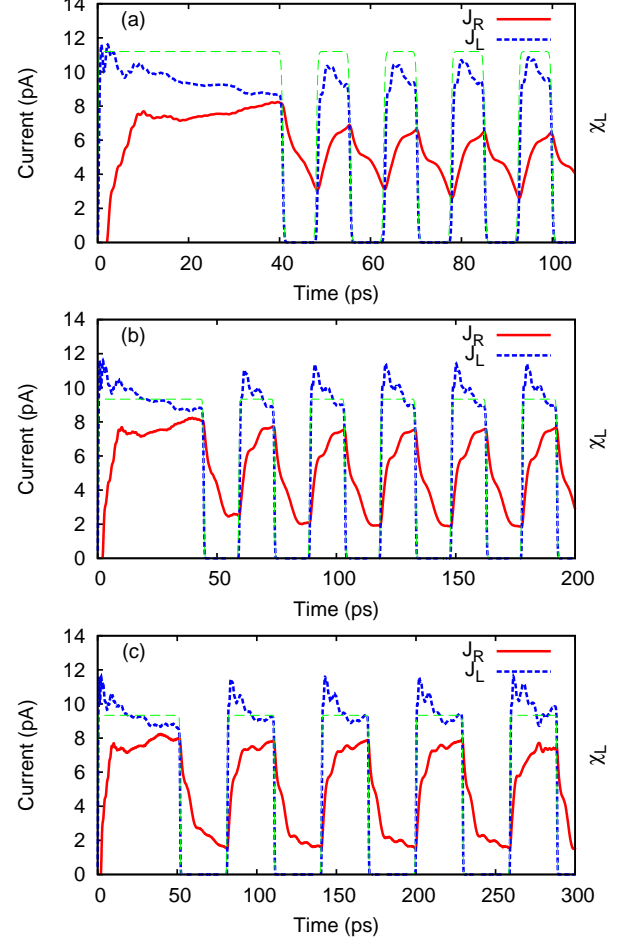 (a)
J_R
J_L
14
12
10
8
6
4
2
0
Current (pA)
χ_L
0 20 40 60 80 100
Time (ps)
(b)
J_R
J_L
14
12
10
8
6
4
2
0
Current (pA)
χ_L
0 50 100 150 200
Time (ps)
(c)
J_R
J_L
14
12
10
8
6
4
2
0
Current (pA)
χ_L
0 50 100 150 200 250 300
Time (ps)